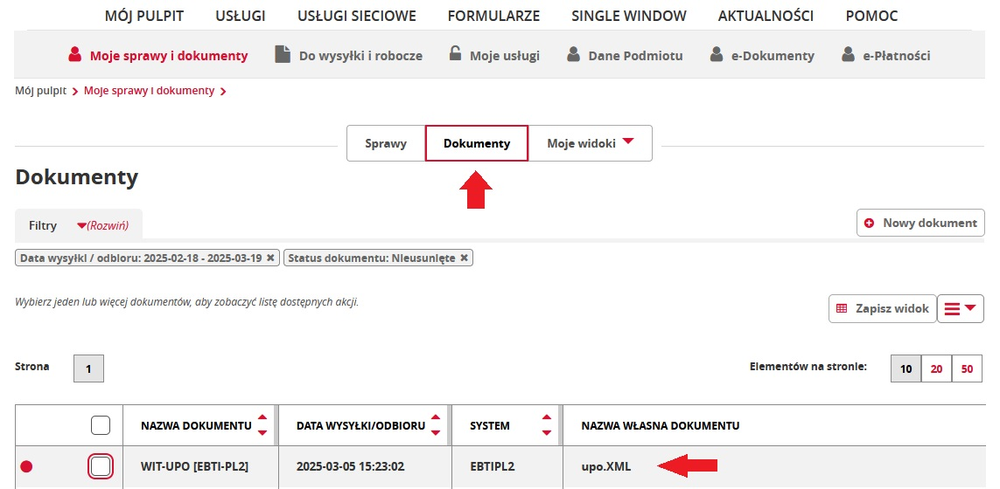 MÓJ PULPIT USŁUGI USŁUGI SIECIOWE FORMULARZE SINGLE WINDOW AKTUALNOŚCI POMOC
Moje sprawy i dokumenty Do wysyłki i robocze Moje usługi Dane Podmiotu e-Dokumenty e-Płatności
Mój pulpit Moje sprawy i dokumenty
Sprawy Dokumenty Moje widoki
Dokumenty
Filtry (Rozwiń) Nowy dokument
Data wysyłki / odbioru: 2025-02-18 - 2025-03-19 Status dokumentu: Nieusunięte
Wybierz jeden lub więcej dokumentów, aby zobaczyć listę dostępnych akcji.
Zapisz widok
Strona 1 Elementów na stronie: 10 20 50
NAZWA DOKUMENTU DATA WYSYŁKI/ODBIORU SYSTEM NAZWA WŁASNA DOKUMENTU
WIT-UPO [EBTI-PL2] 2025-03-05 15:23:02 EBTIPL2 upo.XML